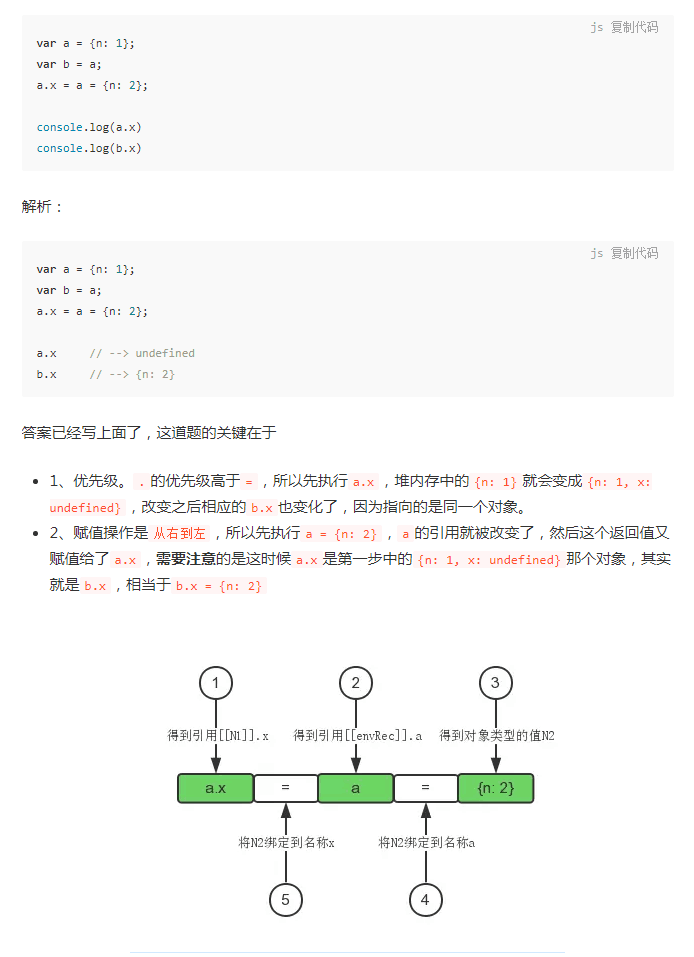 js 复制代码
var a = {n: 1};
var b = a;
a.x = a = {n: 2};
console.log(a.x)
console.log(b.x)
解析：
js 复制代码
var a = {n: 1};
var b = a;
a.x = a = {n: 2};
a.x     // --> undefined
b.x     // --> {n: 2}
答案已经写上面了，这道题的关键在于
1、优先级。. 的优先级高于 =，所以先执行 a.x，堆内存中的 {n: 1} 就会变成 {n: 1, x:
undefined}，改变之后相应的 b.x 也变化了，因为指向的是同一个对象。
2、赋值操作是 从右到左，所以先执行 a = {n: 2}，a 的引用就被改变了，然后这个返回值又
赋值给了 a.x，需要注意的是这时候 a.x 是第一步中的 {n: 1, x: undefined} 那个对象，其实
就是 b.x，相当于 b.x = {n: 2}
1 2 3
得到引用[[N1]].x 得到引用[[envRec]].a 得到对象类型的值N2
a.x = a = {n: 2}
将N2绑定到名称x 将N2绑定到名称a
5 4